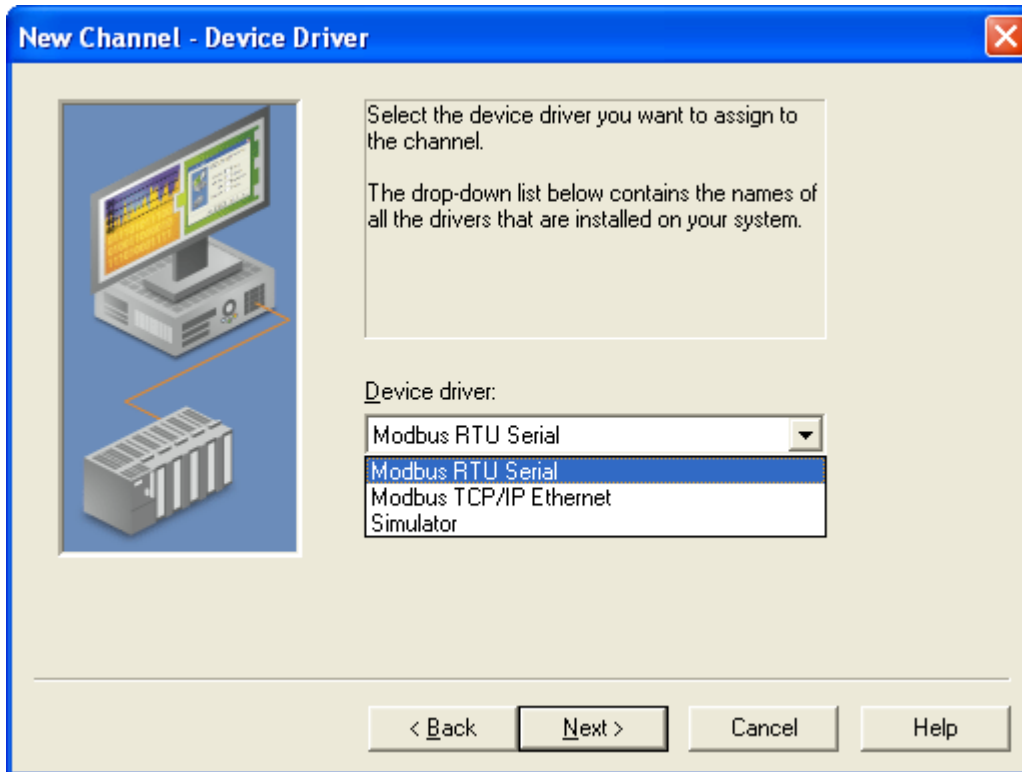 New Channel - Device Driver
Select the device driver you want to assign to
the channel.
The drop-down list below contains the names of
all the drivers that are installed on your system.
Device driver:
Modbus RTU Serial
Modbus RTU Serial
Modbus TCP/IP Ethernet
Simulator
< Back
Next >
Cancel
Help